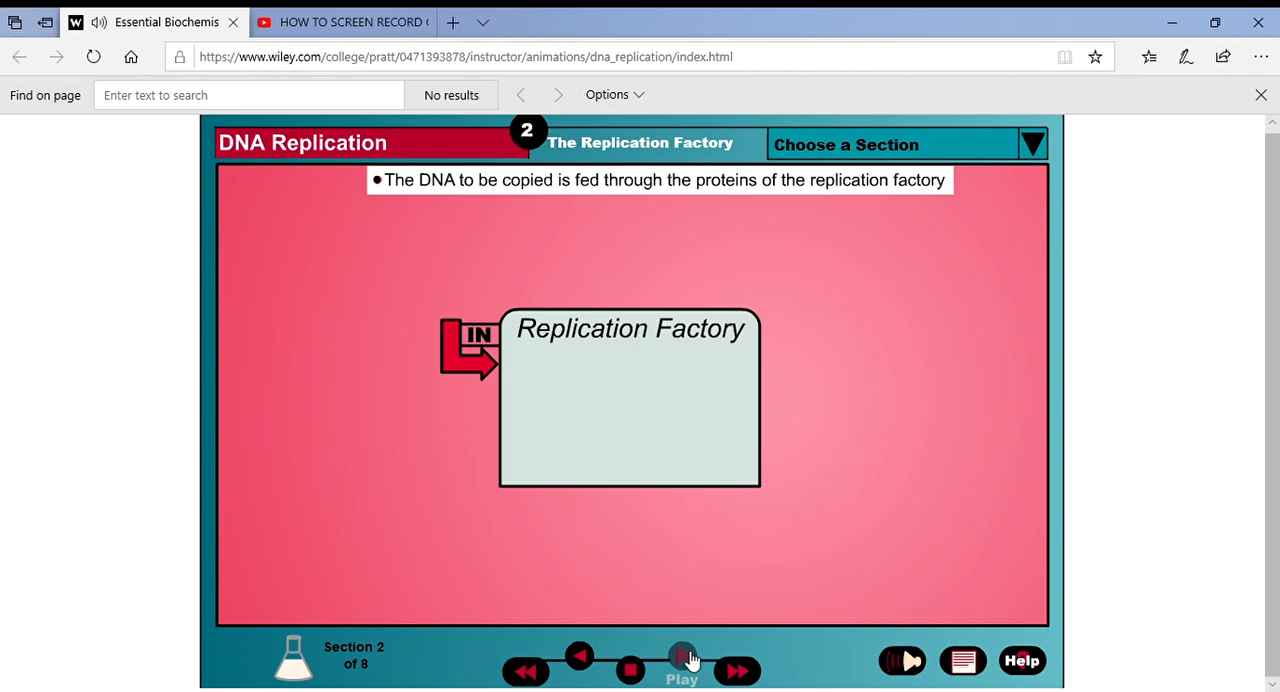 Essential Biochemis
HOW TO SCREEN RECORD
https://www.wiley.com/college/pratt/0471393878/instructor/animations/dna_replication/index.html
Find on page
Enter text to search
No results
Options
DNA Replication
2
The Replication Factory
Choose a Section
•The DNA to be copied is fed through the proteins of the replication factory
IN
Replication Factory
Section 2
of 8
Play
Help